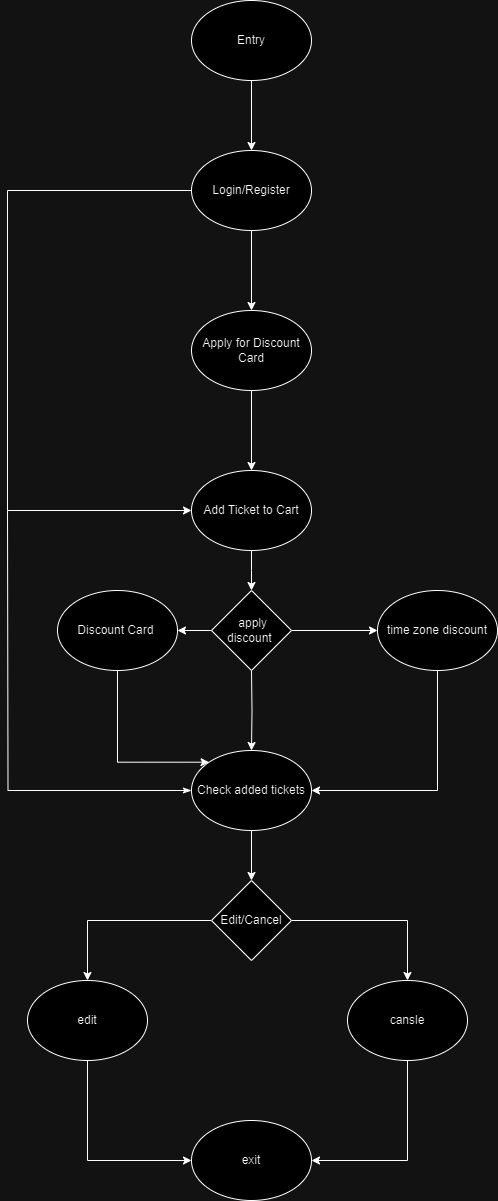 Entry
Login/Register
Apply for Discount
Card
Add Ticket to Cart
Discount Card
apply
discount
time zone discount
Check added tickets
Edit/Cancel
edit
cansle
exit